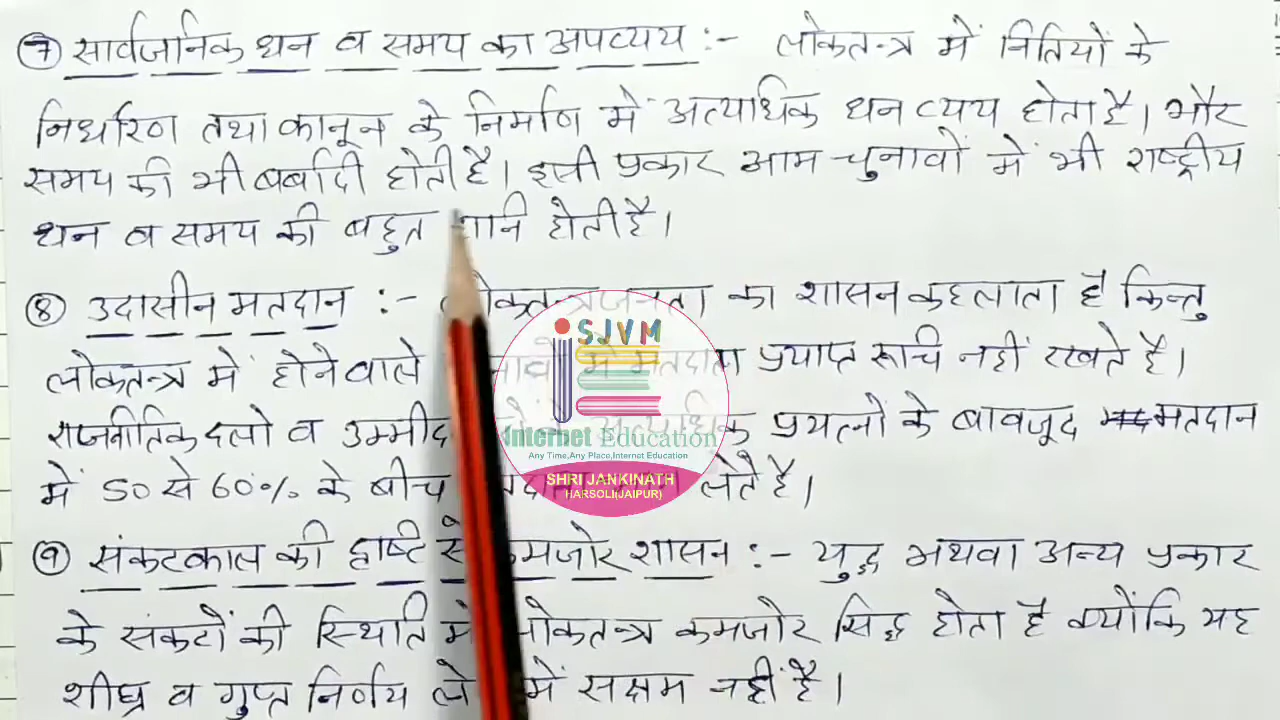 ⑦ सार्वजनिक धन व समय का अपव्यय :- लोकतन्त्र में नितियों के
निर्धारण तथा कानून के निर्माण में अत्याधिक धन व्यय होता है। और
समय की भी बर्बादी होती है। इसी प्रकार आम चुनावों में भी राष्ट्रीय
धन व समय की बहुत होती है।
⑧ उदासीन मतदान :- का शासन कहलाता है किन्तु
लोकतन्त्र में होने वाले में मतदाता प्रयाप्त रूचि नहीं रखते है।
राजनीतिक दलो व प्रयत्नों के बावजूद मतदान
में 50 से 60% के बीच लेते है।
SJVM
Internet Education
Any Time,Any Place,Internet Education
SHRI JANKINATH
HARSOLI(JAIPUR)
⑨ संकटकाल की दृष्टि से कमजोर शासन :- युद्ध अथवा अन्य प्रकार
के संकटों की स्थिति में लोकतन्त्र कमजोर सिद्ध होता है क्योंकि यह
शीघ्र व गुप्त निर्णय में सक्षम नहीं है।